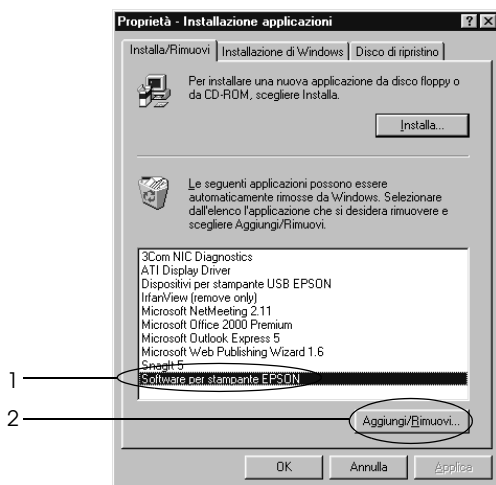 Proprietà - Installazione applicazioni
Installa/Rimuovi
Installazione di Windows
Disco di ripristino
Per installare una nuova applicazione da disco floppy o
da CD-ROM, scegliere Installa.
Installa...
Le seguenti applicazioni possono essere
automaticamente rimosse da Windows. Selezionare
dall'elenco l'applicazione che si desidera rimuovere e
scegliere Aggiungi/Rimuovi.
3Com NIC Diagnostics
ATI Display Driver
Dispositivi per stampante USB EPSON
IrfanView (remove only)
Microsoft NetMeeting 2.11
Microsoft Office 2000 Premium
Microsoft Outlook Express 5
Microsoft Web Publishing Wizard 1.6
SnagIt 5
1
Software per stampante EPSON
2
Aggiungi/Rimuovi...
OK
Annulla
Applica